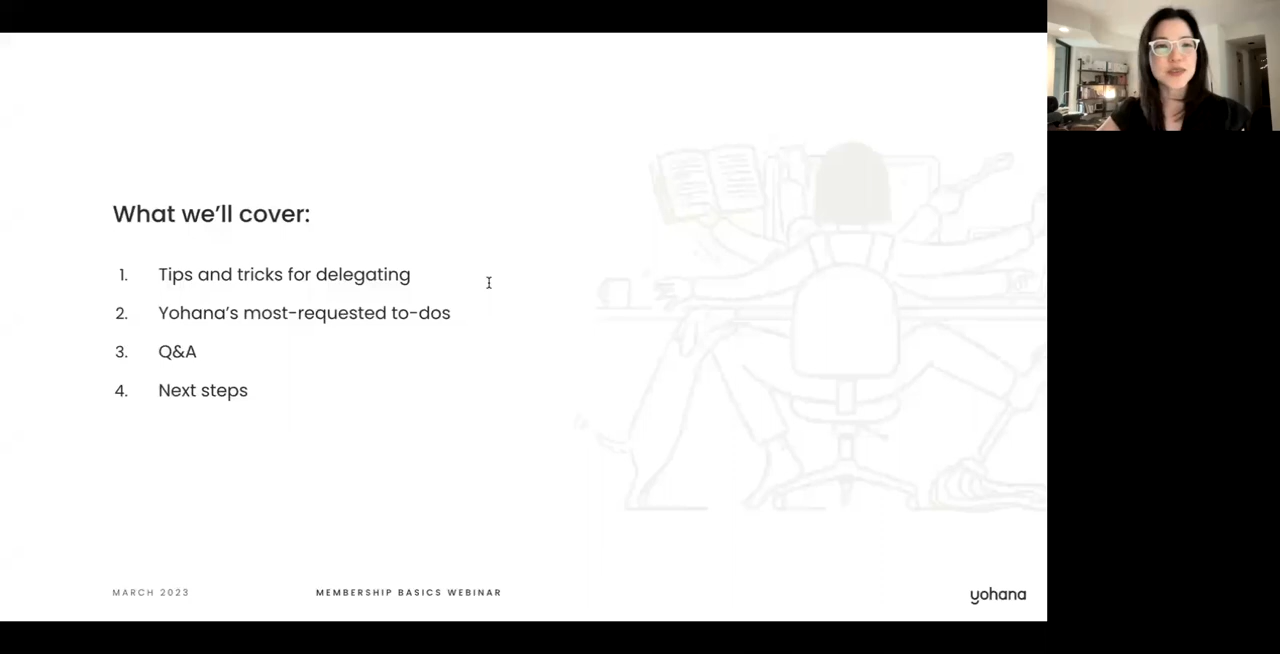 What we’ll cover:
1. Tips and tricks for delegating
2. Yohana’s most-requested to-dos
3. Q&A
4. Next steps
MARCH 2023 MEMBERSHIP BASICS WEBINAR yohana